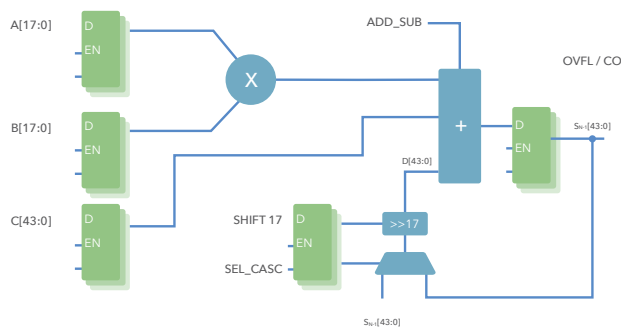 A[17:0]
D
EN
ADD_SUB
OVFL / CO
X
B[17:0]
D
EN
+
D
EN
SN-1[43:0]
D[43:0]
C[43:0]
D
EN
SHIFT 17
D
EN
>>17
SEL_CASC
SN-1[43:0]